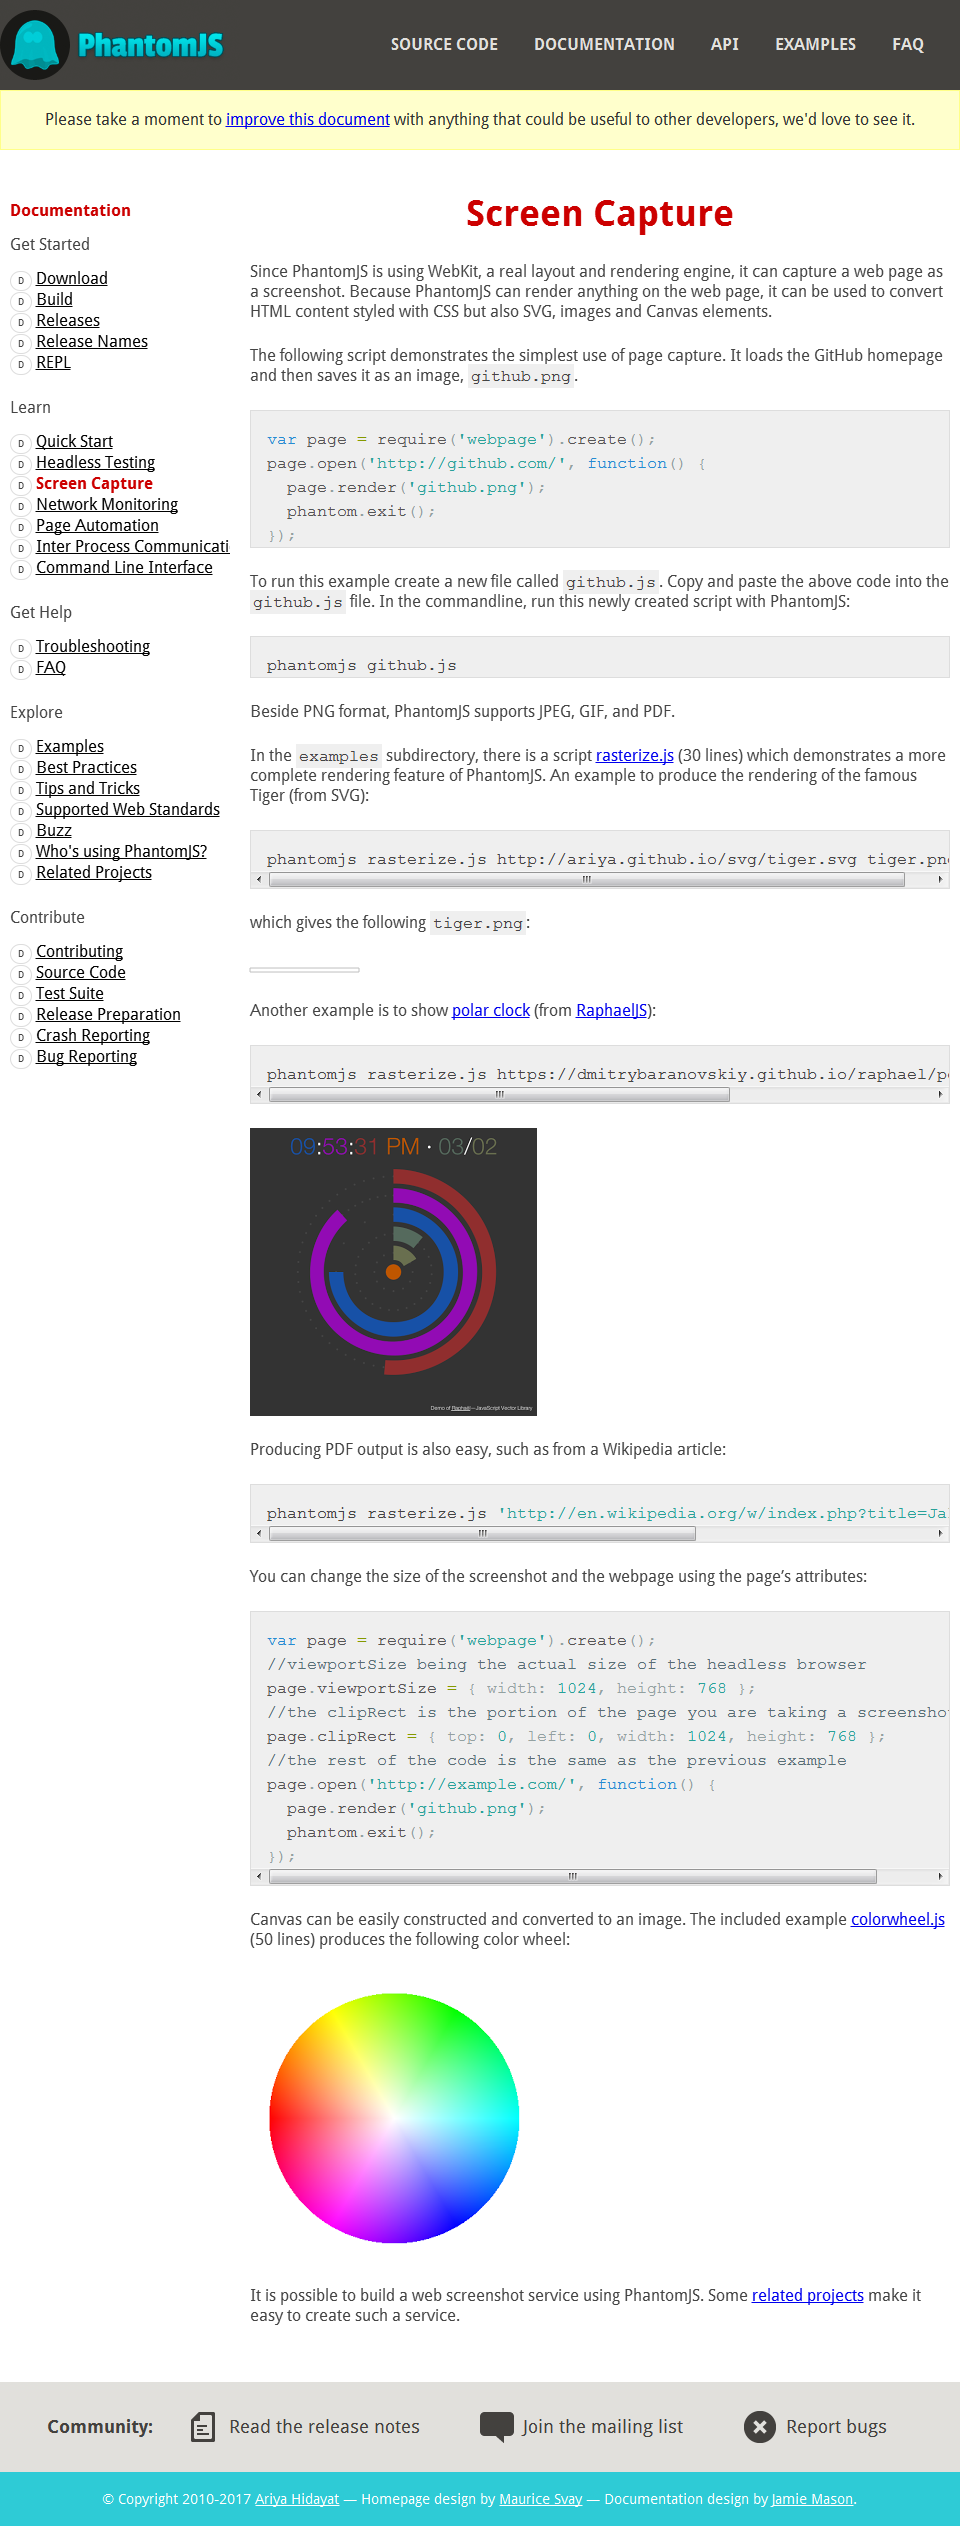 PhantomJS
SOURCE CODE DOCUMENTATION API EXAMPLES FAQ
Please take a moment to improve this document with anything that could be useful to other developers, we'd love to see it.
Documentation
Get Started
D Download
D Build
D Releases
D Release Names
D REPL
Learn
D Quick Start
D Headless Testing
D Screen Capture
D Network Monitoring
D Page Automation
D Inter Process Communicati
D Command Line Interface
Get Help
D Troubleshooting
D FAQ
Explore
D Examples
D Best Practices
D Tips and Tricks
D Supported Web Standards
D Buzz
D Who's using PhantomJS?
D Related Projects
Contribute
D Contributing
D Source Code
D Test Suite
D Release Preparation
D Crash Reporting
D Bug Reporting
Screen Capture
Since PhantomJS is using WebKit, a real layout and rendering engine, it can capture a web page as
a screenshot. Because PhantomJS can render anything on the web page, it can be used to convert
HTML content styled with CSS but also SVG, images and Canvas elements.
The following script demonstrates the simplest use of page capture. It loads the GitHub homepage
and then saves it as an image, github.png.
var page = require('webpage').create();
page.open('http://github.com/', function() {
  page.render('github.png');
  phantom.exit();
});
To run this example create a new file called github.js. Copy and paste the above code into the
github.js file. In the commandline, run this newly created script with PhantomJS:
phantomjs github.js
Beside PNG format, PhantomJS supports JPEG, GIF, and PDF.
In the examples subdirectory, there is a script rasterize.js (30 lines) which demonstrates a more
complete rendering feature of PhantomJS. An example to produce the rendering of the famous
Tiger (from SVG):
phantomjs rasterize.js http://ariya.github.io/svg/tiger.svg tiger.pn
which gives the following tiger.png:
Another example is to show polar clock (from RaphaelJS):
phantomjs rasterize.js https://dmitrybaranovskiy.github.io/raphael/po
09:53:31 PM · 03/02
Demo of Raphaël—JavaScript Vector Library
Producing PDF output is also easy, such as from a Wikipedia article:
phantomjs rasterize.js 'http://en.wikipedia.org/w/index.php?title=Ja
You can change the size of the screenshot and the webpage using the page’s attributes:
var page = require('webpage').create();
//viewportSize being the actual size of the headless browser
page.viewportSize = { width: 1024, height: 768 };
//the clipRect is the portion of the page you are taking a screensho
page.clipRect = { top: 0, left: 0, width: 1024, height: 768 };
//the rest of the code is the same as the previous example
page.open('http://example.com/', function() {
  page.render('github.png');
  phantom.exit();
});
Canvas can be easily constructed and converted to an image. The included example colorwheel.js
(50 lines) produces the following color wheel:
It is possible to build a web screenshot service using PhantomJS. Some related projects make it
easy to create such a service.
Community: Read the release notes Join the mailing list Report bugs
© Copyright 2010-2017 Ariya Hidayat — Homepage design by Maurice Svay — Documentation design by Jamie Mason.